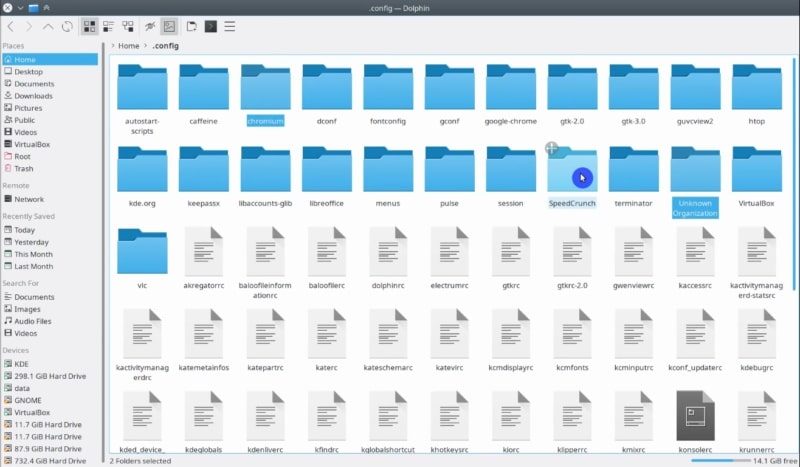 .config — Dolphin
Home
.config
Places
Home
Desktop
Documents
Downloads
Pictures
Public
Videos
VirtualBox
Root
Trash
Remote
Network
Recently Saved
Today
Yesterday
This Month
Last Month
Search For
Documents
Images
Audio Files
Videos
Devices
KDE
298.1 GiB Hard Drive
data
GNOME
VirtualBox
11.7 GiB Hard Drive
11.7 GiB Hard Drive
87.9 GiB Hard Drive
732.4 GiB Hard Drive
autostart-
scripts
caffeine
chromium
dconf
fontconfig
gconf
google-chrome
gtk-2.0
gtk-3.0
guvcview2
htop
kde.org
keepassx
libaccounts-glib
libreoffice
menus
pulse
session
SpeedCrunch
terminator
Unknown
Organization
VirtualBox
vlc
akregatorrc
baloofileinform
ationrc
baloofilerc
dolphinrc
electrumrc
gtkrc
gtkrc-2.0
gwenviewrc
kaccessrc
kactivitymanag
erd-statsrc
kactivitymanag
erdrc
katemetainfos
katepartrc
katerc
kateschemarc
katevirc
kcmdisplayrc
kcmfonts
kcminputrc
kconf_updaterc
kdebugrc
kded_device_
kdeglobals
kdenliverc
kfindrc
kglobalshortcut
khotkeysrc
kiorc
klipperrc
kmixrc
konsolerc
krunnerrc
2 Folders selected
14.1 GiB free